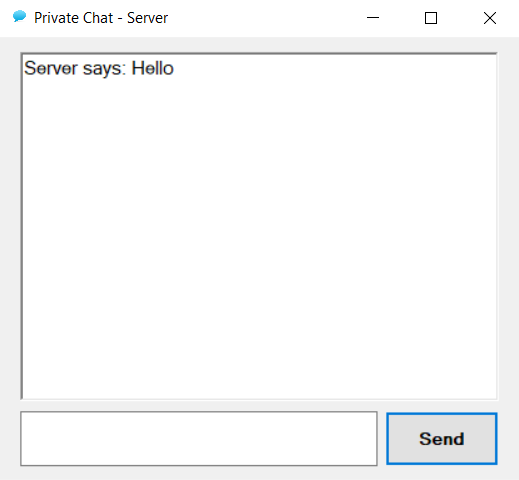 Private Chat - Server
Server says: Hello
Send